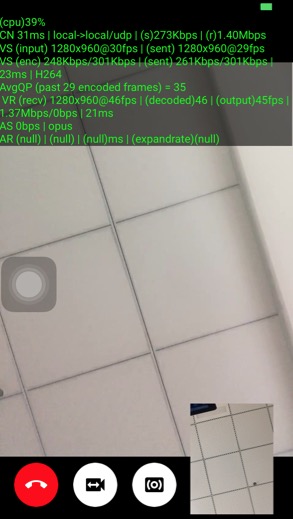 (cpu)39%
CN 31ms | local->local/udp | (s)273Kbps | (r)1.40Mbps
VS (input) 1280x960@30fps | (sent) 1280x960@29fps
VS (enc) 248Kbps/301Kbps | (sent) 261Kbps/301Kbps |
23ms | H264
AvgQP (past 29 encoded frames) = 35
VR (recv) 1280x960@46fps | (decoded)46 | (output)45fps |
1.37Mbps/0bps | 21ms
AS 0bps | opus
AR (null) | (null) | (null)ms | (expandrate)(null)